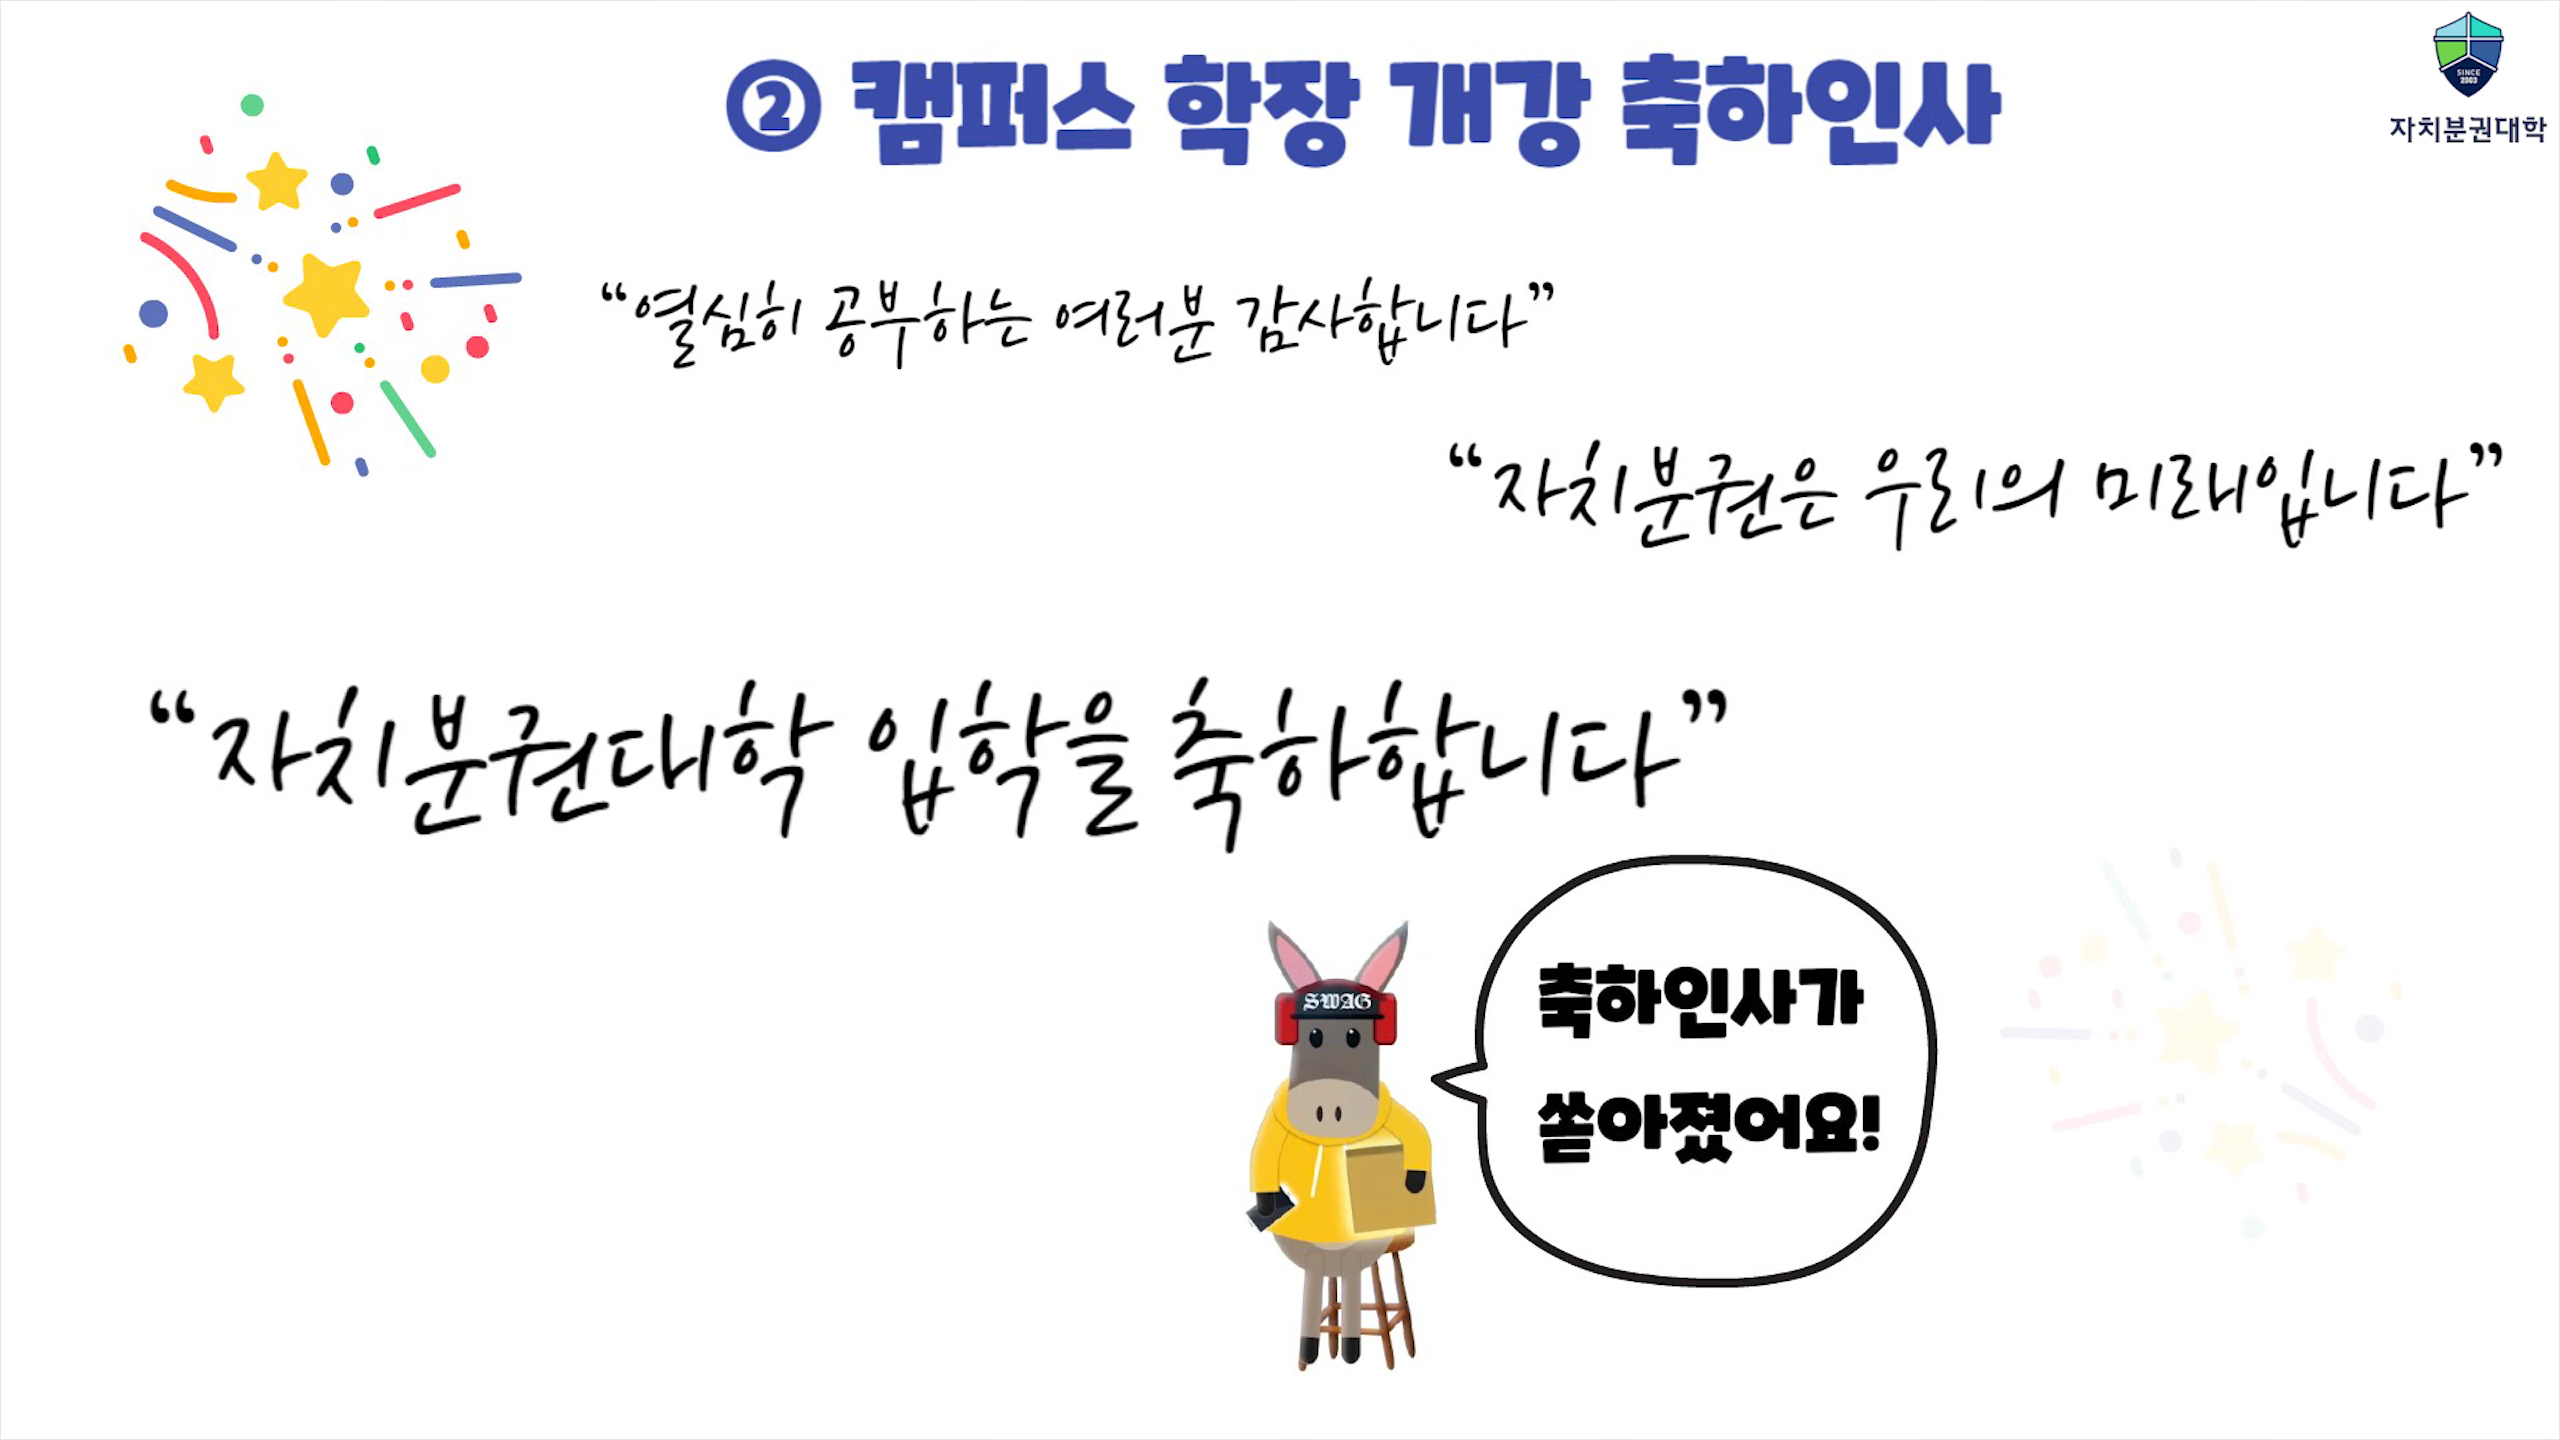 ② 캠퍼스 학장 개강 축하인사
SINCE
2003
자치분권대학
“열심히 공부하는 여러분 감사합니다”
“자치분권은 우리의 미래입니다”
“자치분권대학 입학을 축하합니다”
SWAG
축하인사가
쏟아졌어요!